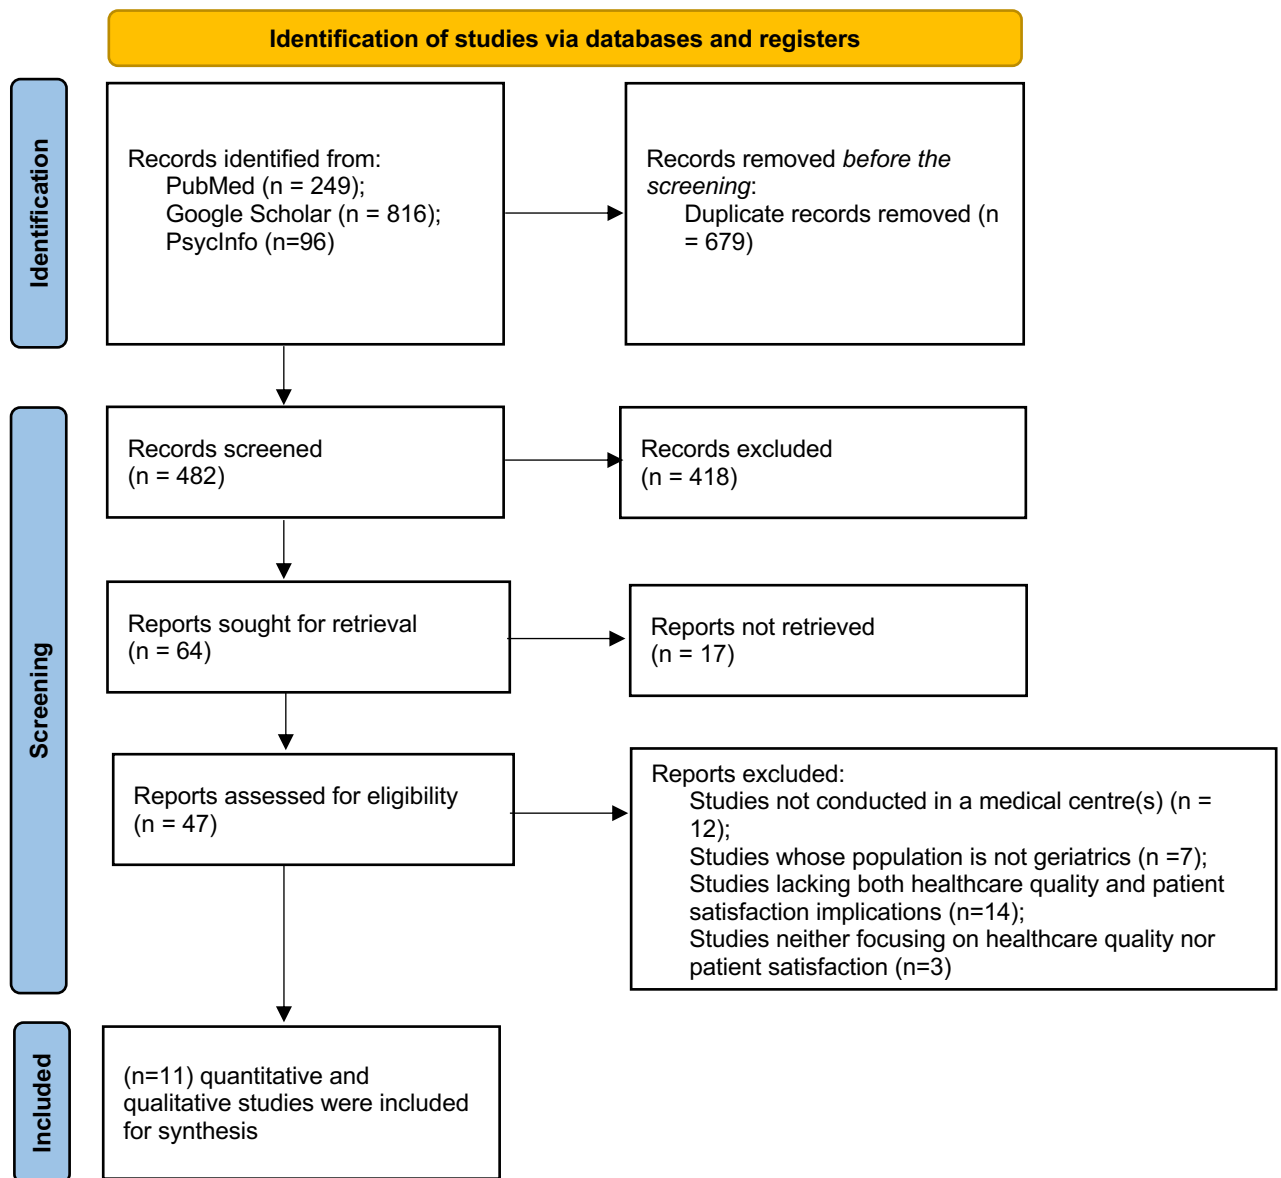 Identification of studies via databases and registers
Identification
Records identified from:
PubMed (n = 249);
Google Scholar (n = 816);
PsycInfo (n=96)
Records removed before the
screening:
Duplicate records removed (n
= 679)
Screening
Records screened
(n = 482)
Records excluded
(n = 418)
Reports sought for retrieval
(n = 64)
Reports not retrieved
(n = 17)
Reports assessed for eligibility
(n = 47)
Reports excluded:
Studies not conducted in a medical centre(s) (n =
12);
Studies whose population is not geriatrics (n =7);
Studies lacking both healthcare quality and patient
satisfaction implications (n=14);
Studies neither focusing on healthcare quality nor
patient satisfaction (n=3)
Included
(n=11) quantitative and
qualitative studies were included
for synthesis